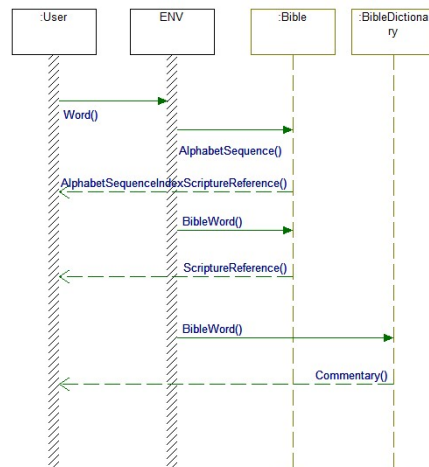 :User
ENV
:Bible
:BibleDictiona
ry
Word()
AlphabetSequence()
AlphabetSequenceIndexScriptureReference()
BibleWord()
ScriptureReference()
BibleWord()
Commentary()